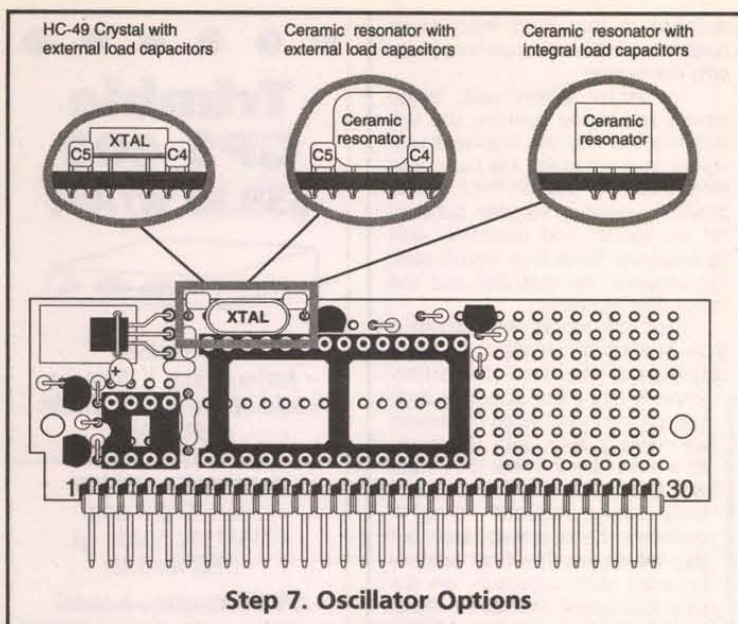 HC-49 Crystal with
external load capacitors
Ceramic resonator with
external load capacitors
Ceramic resonator with
integral load capacitors
C5 XTAL C4
C5 Ceramic resonator C4
Ceramic
resonator
XTAL
+
1 30
Step 7. Oscillator Options